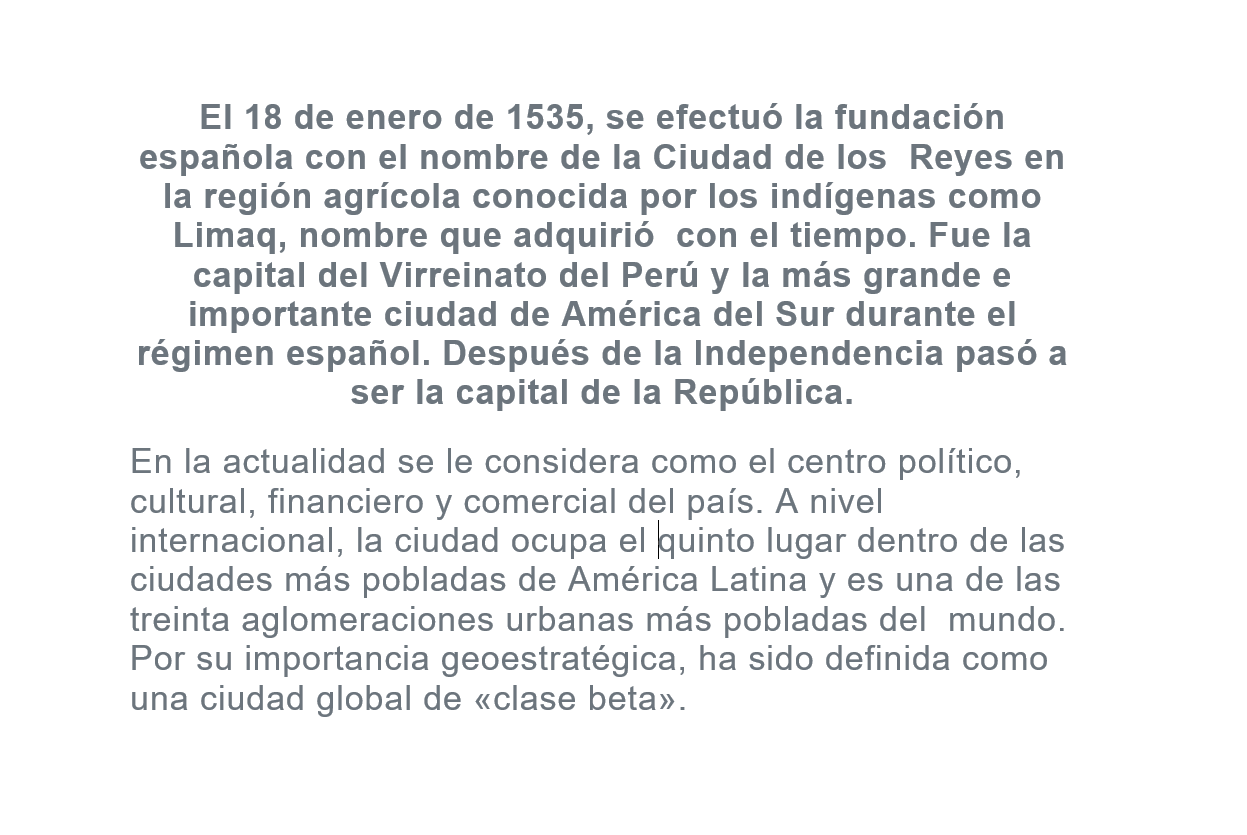 El 18 de enero de 1535, se efectuó la fundación
española con el nombre de la Ciudad de los  Reyes en
la región agrícola conocida por los indígenas como
Limaq, nombre que adquirió  con el tiempo. Fue la
capital del Virreinato del Perú y la más grande e
importante ciudad de América del Sur durante el
régimen español. Después de la Independencia pasó a
ser la capital de la República.
En la actualidad se le considera como el centro político,
cultural, financiero y comercial del país. A nivel
internacional, la ciudad ocupa el quinto lugar dentro de las
ciudades más pobladas de América Latina y es una de las
treinta aglomeraciones urbanas más pobladas del  mundo.
Por su importancia geoestratégica, ha sido definida como
una ciudad global de «clase beta».